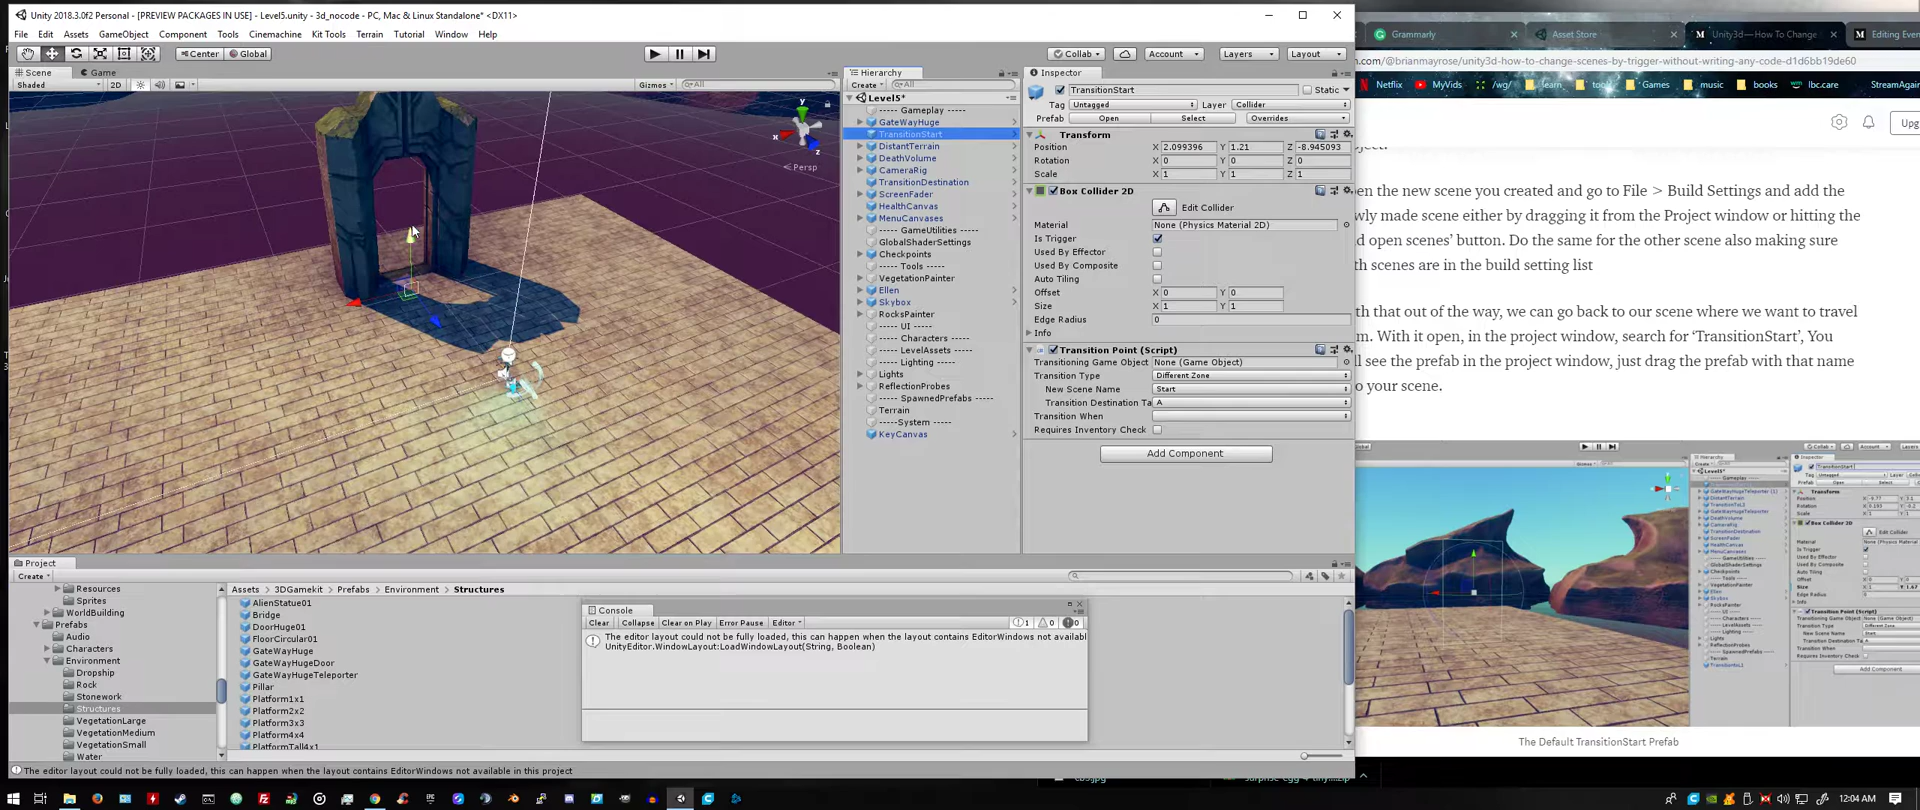 Unity 2018.3.0f2 Personal - [PREVIEW PACKAGES IN USE] - Level5.unity - 3d_nocode - PC, Mac & Linux Standalone* <DX11>
File Edit Assets GameObject Component Tools Cinemachine Kit Tools Terrain Tutorial Window Help
Center Global Collab Account Layers Layout
Scene Game
Shaded 2D Gizmos All
y x z
Persp
Hierarchy
Create All
Level5*
---- Gameplay ----
GateWayHuge
TransitionStart
DistantTerrain
DeathVolume
CameraRig
TransitionDestination
ScreenFader
HealthCanvas
MenuCanvases
---- GameUtilities ----
GlobalShaderSettings
Checkpoints
---- Tools ----
VegetationPainter
Ellen
Skybox
RocksPainter
---- UI ----
---- Characters ----
---- LevelAssets ----
---- Lighting ----
Lights
ReflectionProbes
---- SpawnedPrefabs ----
Terrain
-----System ----
KeyCanvas
Inspector
TransitionStart Static
Tag Untagged Layer Collider
Prefab Open Select Overrides
Transform
Position X 2.099396 Y 1.21 Z -8.945093
Rotation X 0 Y 0 Z 0
Scale X 1 Y 1 Z 1
Box Collider 2D
Edit Collider
Material None (Physics Material 2D)
Is Trigger
Used By Effector
Used By Composite
Auto Tiling
Offset X 0 Y 0
Size X 1 Y 1
Edge Radius 0
Info
Transition Point (Script)
Transitioning Game Object None (Game Object)
Transition Type Different Zone
New Scene Name Start
Transition Destination Ta A
Transition When
Requires Inventory Check
Add Component
Project
Create
Resources
Sprites
WorldBuilding
Prefabs
Audio
Characters
Environment
Dropship
Rock
Stonework
Structures
VegetationLarge
VegetationMedium
VegetationSmall
Water
Assets 3DGamekit Prefabs Environment Structures
AlienStatue01
Bridge
DoorHuge01
FloorCircular01
GateWayHuge
GateWayHugeDoor
GateWayHugeTeleporter
Pillar
Platform1x1
Platform2x2
Platform3x3
Platform4x4
PlatformTall4x1
Console
Clear Collapse Clear on Play Error Pause Editor 1 0 0
The editor layout could not be fully loaded, this can happen when the layout contains EditorWindows not availabl
UnityEditor.WindowLayout:LoadWindowLayout(String, Boolean)
The editor layout could not be fully loaded, this can happen when the layout contains EditorWindows not available in this project
Grammarly Asset Store Unity3d — How To Change Editing Even
com/@brianmayrose/unity3d-how-to-change-scenes-by-trigger-without-writing-any-code-d1d6bb19de60
Netflix MyVids /wg/ learn Games music books lbc.care StreamAgain
Upg
en the new scene you created and go to File > Build Settings and add the
wly made scene either by dragging it from the Project window or hitting the
d open scenes' button. Do the same for the other scene also making sure
th scenes are in the build setting list
th that out of the way, we can go back to our scene where we want to travel
m. With it open, in the project window, search for 'TransitionStart', You
ll see the prefab in the project window, just drag the prefab with that name
o your scene.
The Default TransitionStart Prefab
12:04 AM